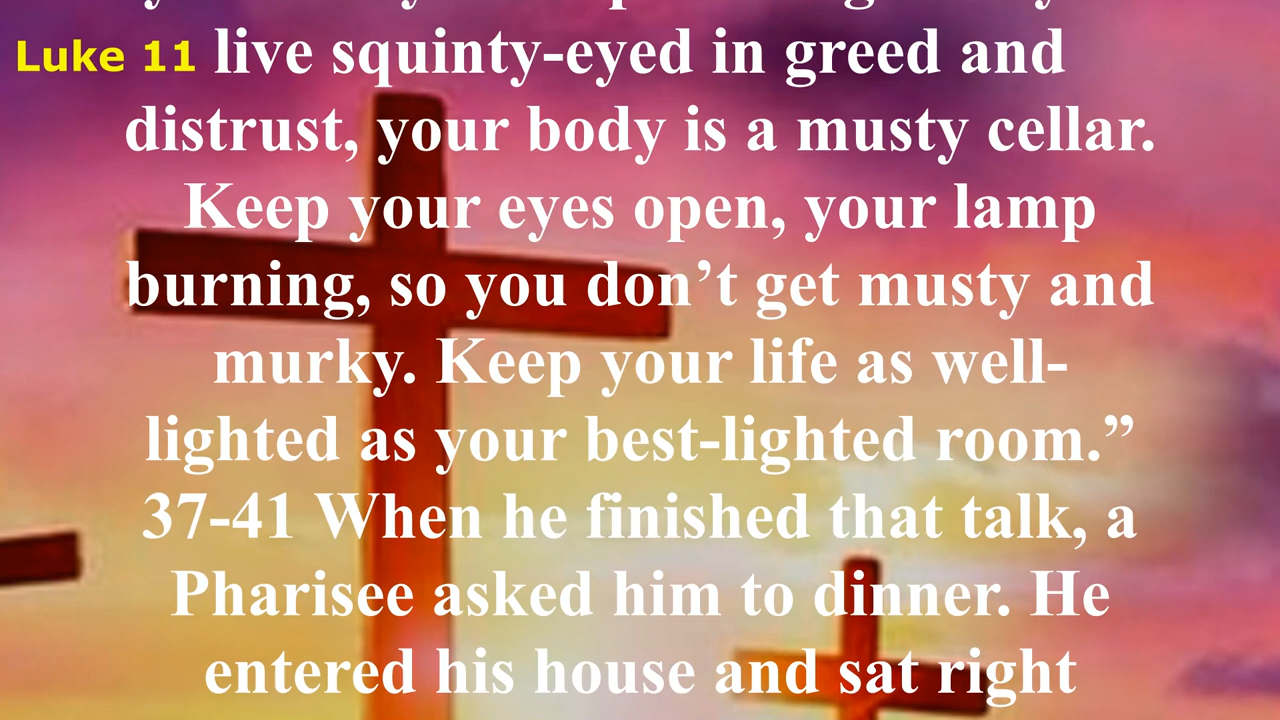 Luke 11
live squinty-eyed in greed and
distrust, your body is a musty cellar.
Keep your eyes open, your lamp
burning, so you don’t get musty and
murky. Keep your life as well-
lighted as your best-lighted room.”
37-41 When he finished that talk, a
Pharisee asked him to dinner. He
entered his house and sat right